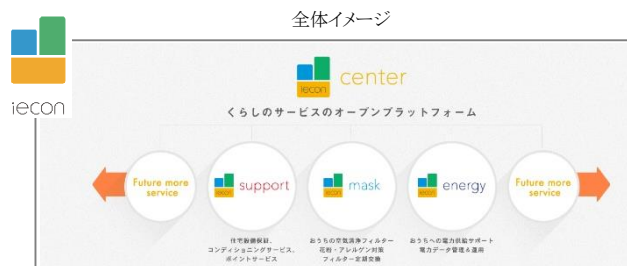 全体イメージ
iecon
iecon center
くらしのサービスのオープンプラットフォーム
Future more
service
iecon support
iecon mask
iecon energy
Future more
service
住宅設備保証、
コンディショニングサービス、
ポイントサービス
おうちの空気清浄フィルター
花粉・アレルゲン対策
フィルター定期交換
おうちへの電力供給サポート
電力データ管理&運用